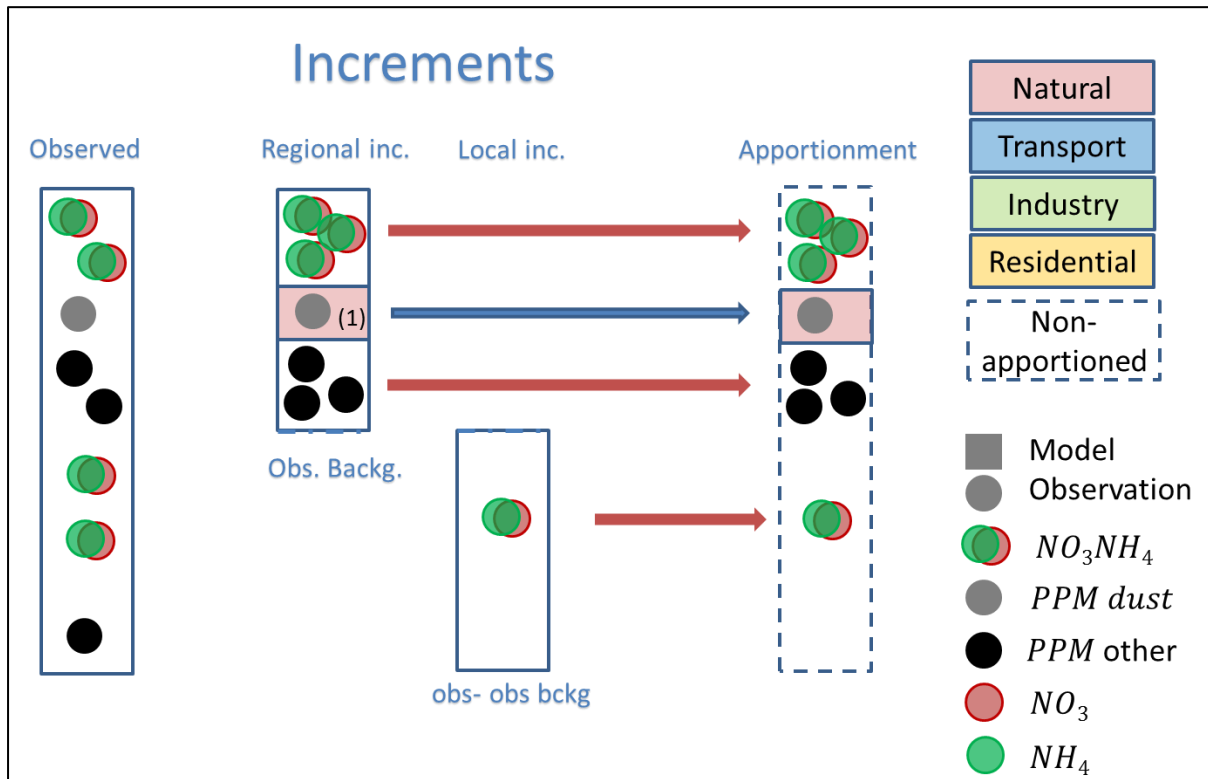 Increments
Observed
Regional inc.
Local inc.
Apportionment
(1)
Obs. Backg.
obs- obs bckg
Natural
Transport
Industry
Residential
Non-
apportioned
Model
Observation
NO₃NH₄
PPM dust
PPM other
NO₃
NH₄